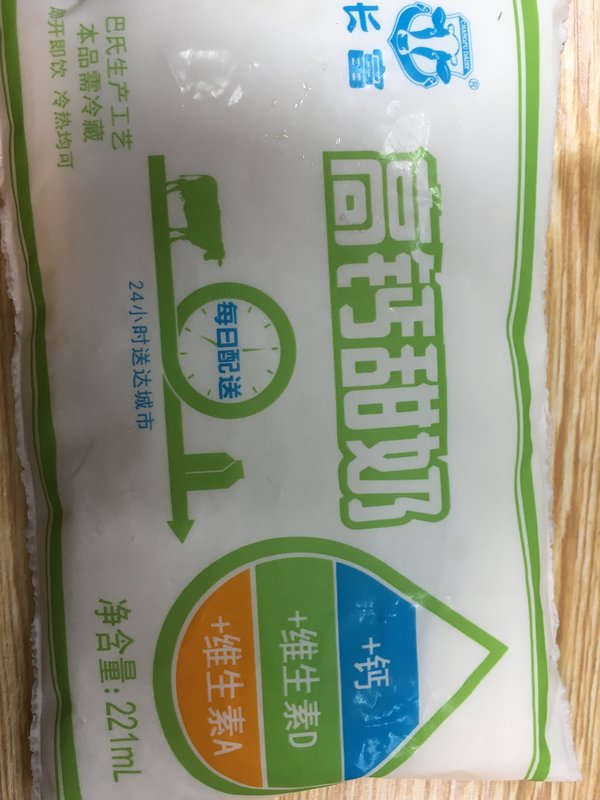 CHANGFU DAIRY
®
长富
高钙甜奶
巴氏生产工艺
本品需冷藏
开即饮 冷热均可
每日配送
24小时送达城市
+钙
+维生素D
+维生素A
净含量:221mL